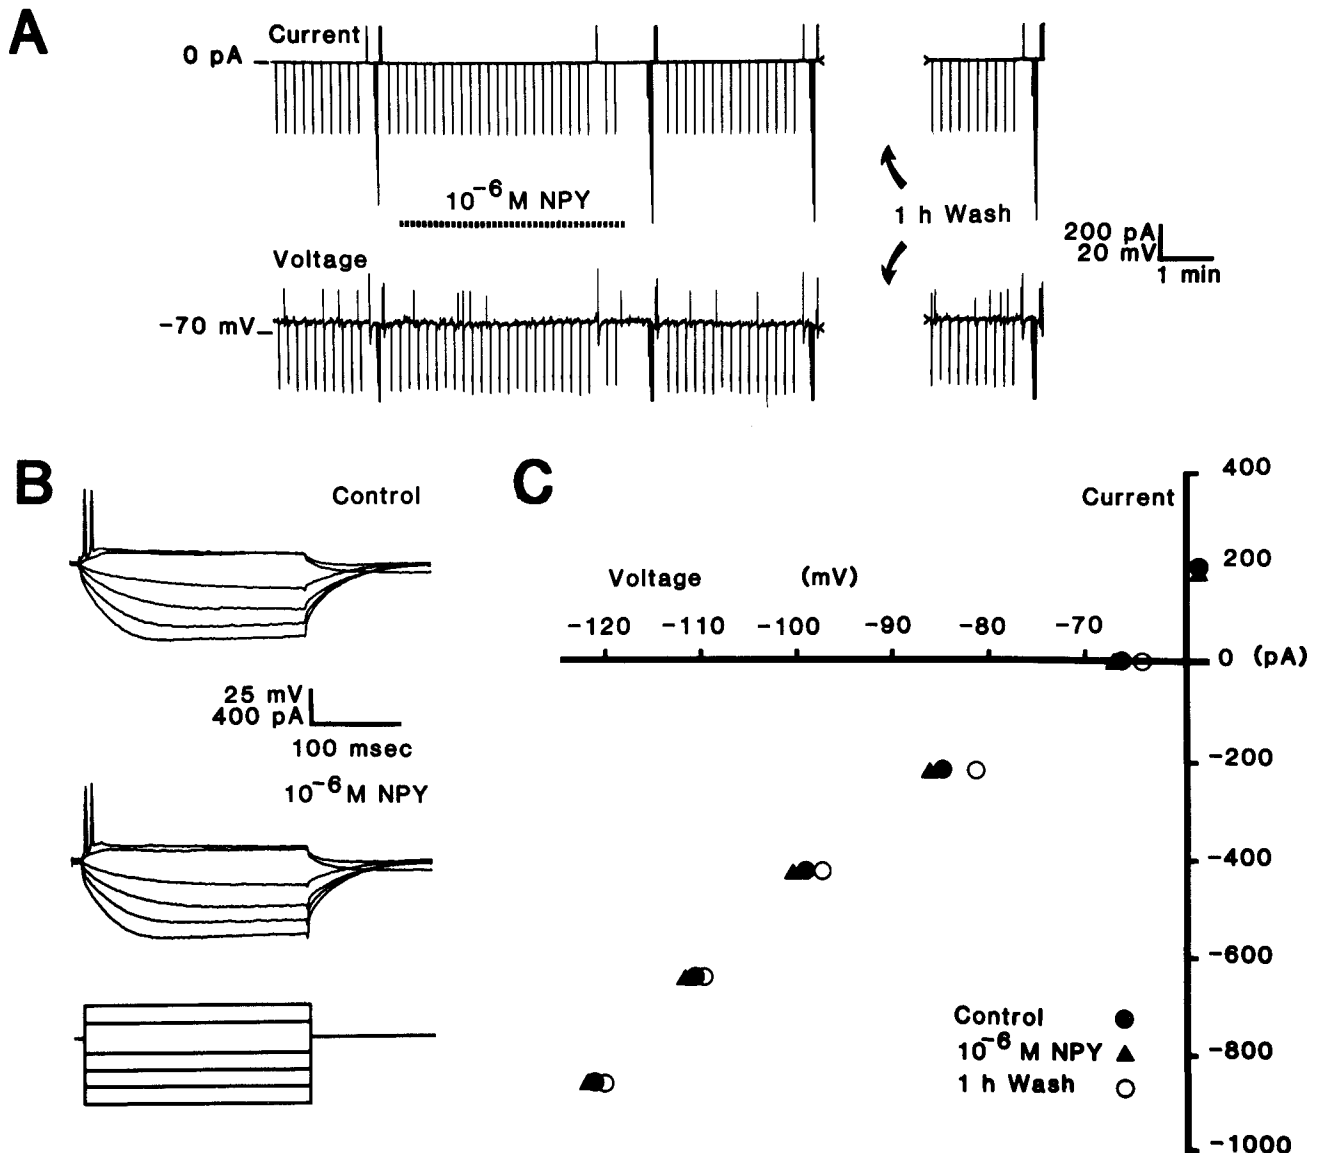 A
Current
0 pA
10⁻⁶ M NPY
1 h Wash
200 pA
20 mV
1 min
Voltage
-70 mV
B
Control
25 mV
400 pA
100 msec
10⁻⁶ M NPY
C
Current
400
200
Voltage (mV)
-120 -110 -100 -90 -80 -70
0 (pA)
-200
-400
-600
-800
-1000
Control
10⁻⁶ M NPY
1 h Wash